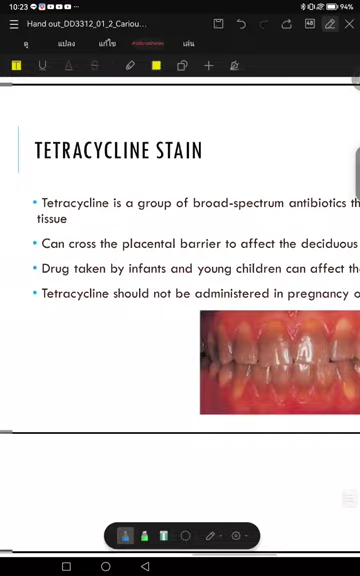 10:23
94%
Hand out_DD3312_01_2_Cariou...
48
ดู
แปลง
แก้ไข
เล่น
T U A S
TETRACYCLINE STAIN
• Tetracycline is a group of broad-spectrum antibiotics th
tissue
• Can cross the placental barrier to affect the deciduous
• Drug taken by infants and young children can affect the
• Tetracycline should not be administered in pregnancy o